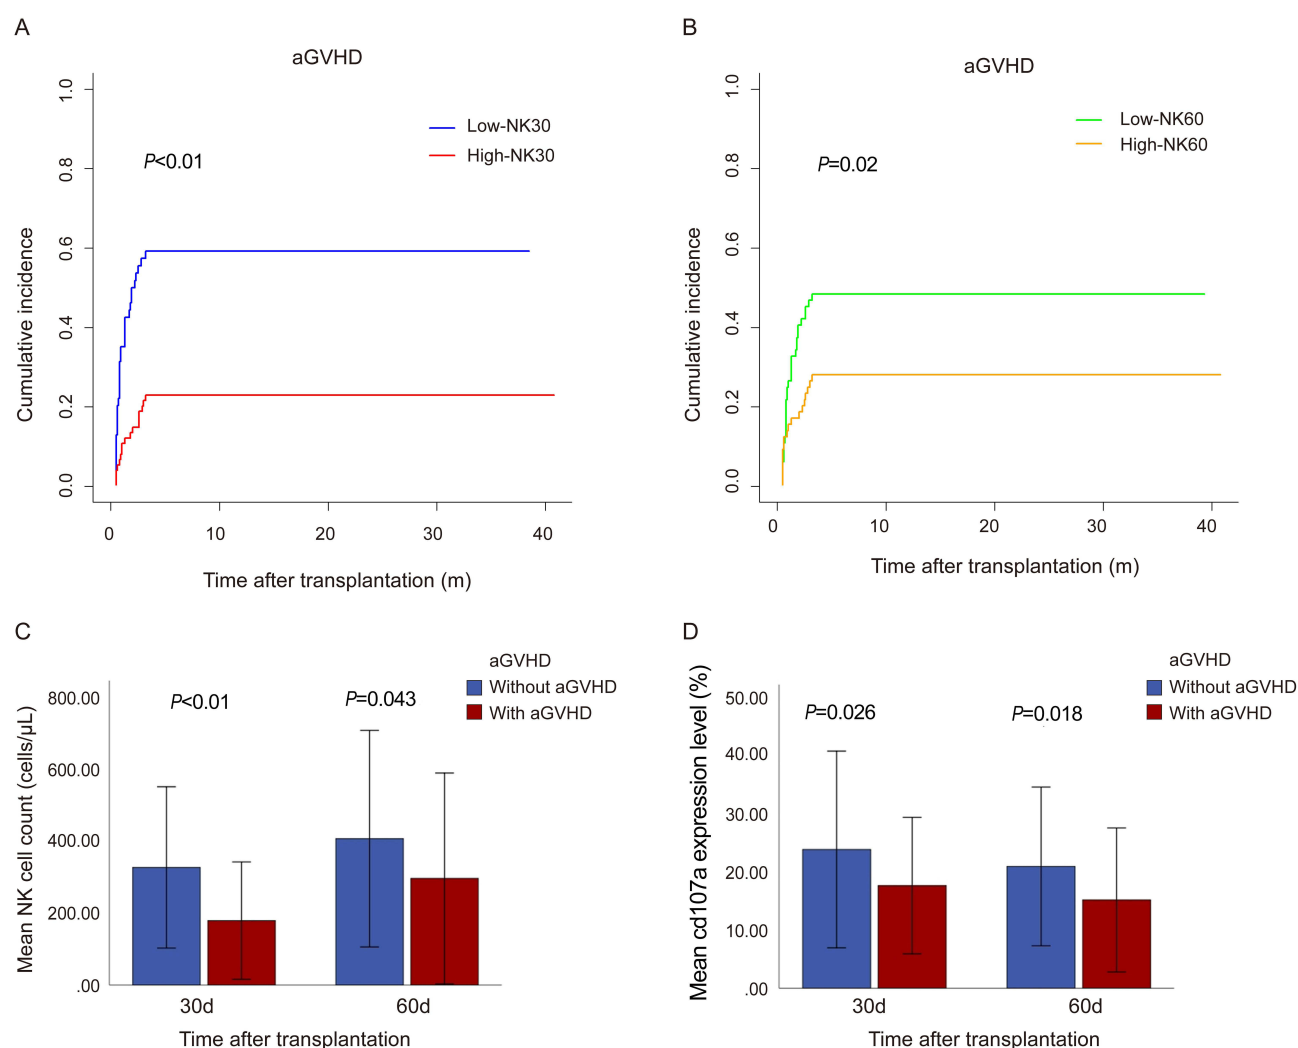 A
aGVHD
Low-NK30
High-NK30
P<0.01
Cumulative incidence
1.0
0.8
0.6
0.4
0.2
0.0
0 10 20 30 40
Time after transplantation (m)
B
aGVHD
Low-NK60
High-NK60
P=0.02
Cumulative incidence
1.0
0.8
0.6
0.4
0.2
0.0
0 10 20 30 40
Time after transplantation (m)
C
aGVHD
Without aGVHD
With aGVHD
P<0.01
P=0.043
Mean NK cell count (cells/μL)
800.00
600.00
400.00
200.00
.00
30d 60d
Time after transplantation
D
aGVHD
Without aGVHD
With aGVHD
P=0.026
P=0.018
Mean cd107a expression level (%)
50.00
40.00
30.00
20.00
10.00
.00
30d 60d
Time after transplantation